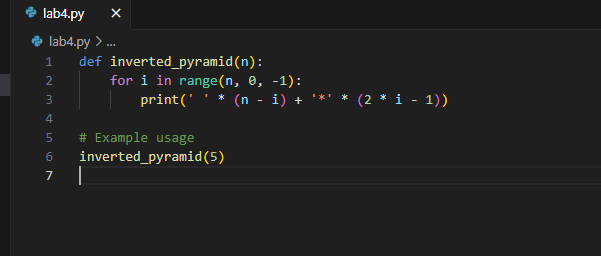 lab4.py
lab4.py > ...
1 def inverted_pyramid(n):
2     for i in range(n, 0, -1):
3         print(' ' * (n - i) + '*' * (2 * i - 1))
4
5 # Example usage
6 inverted_pyramid(5)
7